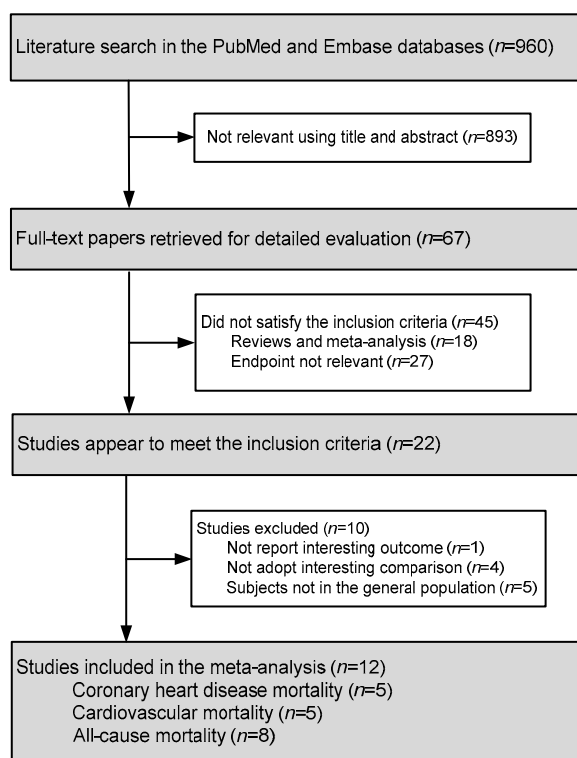 Literature search in the PubMed and Embase databases (n=960)
Not relevant using title and abstract (n=893)
Full-text papers retrieved for detailed evaluation (n=67)
Did not satisfy the inclusion criteria (n=45)
Reviews and meta-analysis (n=18)
Endpoint not relevant (n=27)
Studies appear to meet the inclusion criteria (n=22)
Studies excluded (n=10)
Not report interesting outcome (n=1)
Not adopt interesting comparison (n=4)
Subjects not in the general population (n=5)
Studies included in the meta-analysis (n=12)
Coronary heart disease mortality (n=5)
Cardiovascular mortality (n=5)
All-cause mortality (n=8)